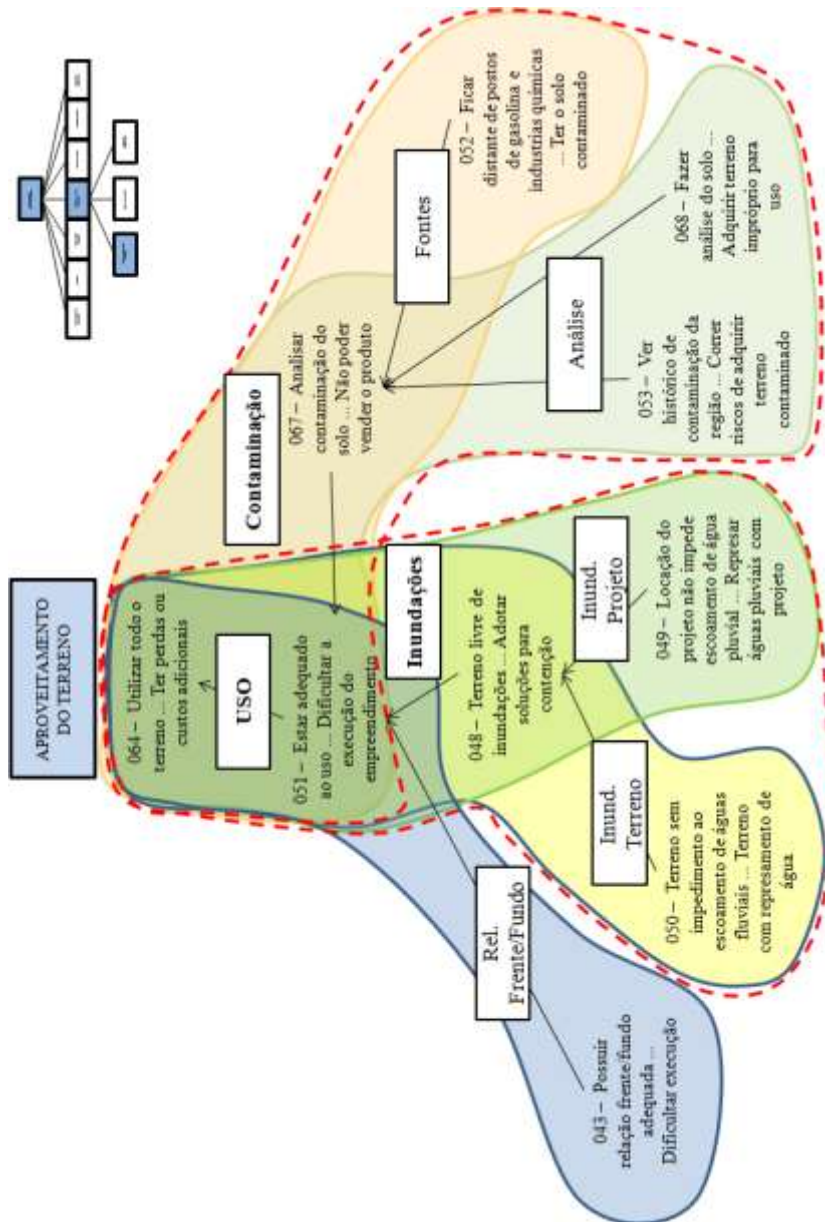 APROVEITAMENTO
DO TERRENO
064 – Utilizar todo o
terreno ... Ter perdas ou
custos adicionais
USO
051 – Estar adequado
ao uso ... Dificultar a
execução do
empreendimento
Contaminação
067 – Analisar
contaminação do
solo ... Não poder
vender o produto
Fontes
052 – Ficar
distante de postos
de gasolina e
industrias químicas
... Ter o solo
contaminado
Análise
053 – Ver
histórico de
contaminação da
região ... Correr
riscos de adquirir
terreno
contaminado
068 – Fazer
análise do solo ...
Adquirir terreno
impróprio para
uso
Inundações
048 – Terreno livre de
inundações ... Adotar
soluções para
contenção
Inund.
Projeto
049 – Locação do
projeto não impede
escoamento de água
pluvial ... Represar
águas pluviais com
projeto
Inund.
Terreno
050 – Terreno sem
impedimento ao
escoamento de águas
fluviais ... Terreno
com represamento de
água
Rel.
Frente/Fundo
043 – Possuir
relação frente/fundo
adequada ...
Dificultar execução